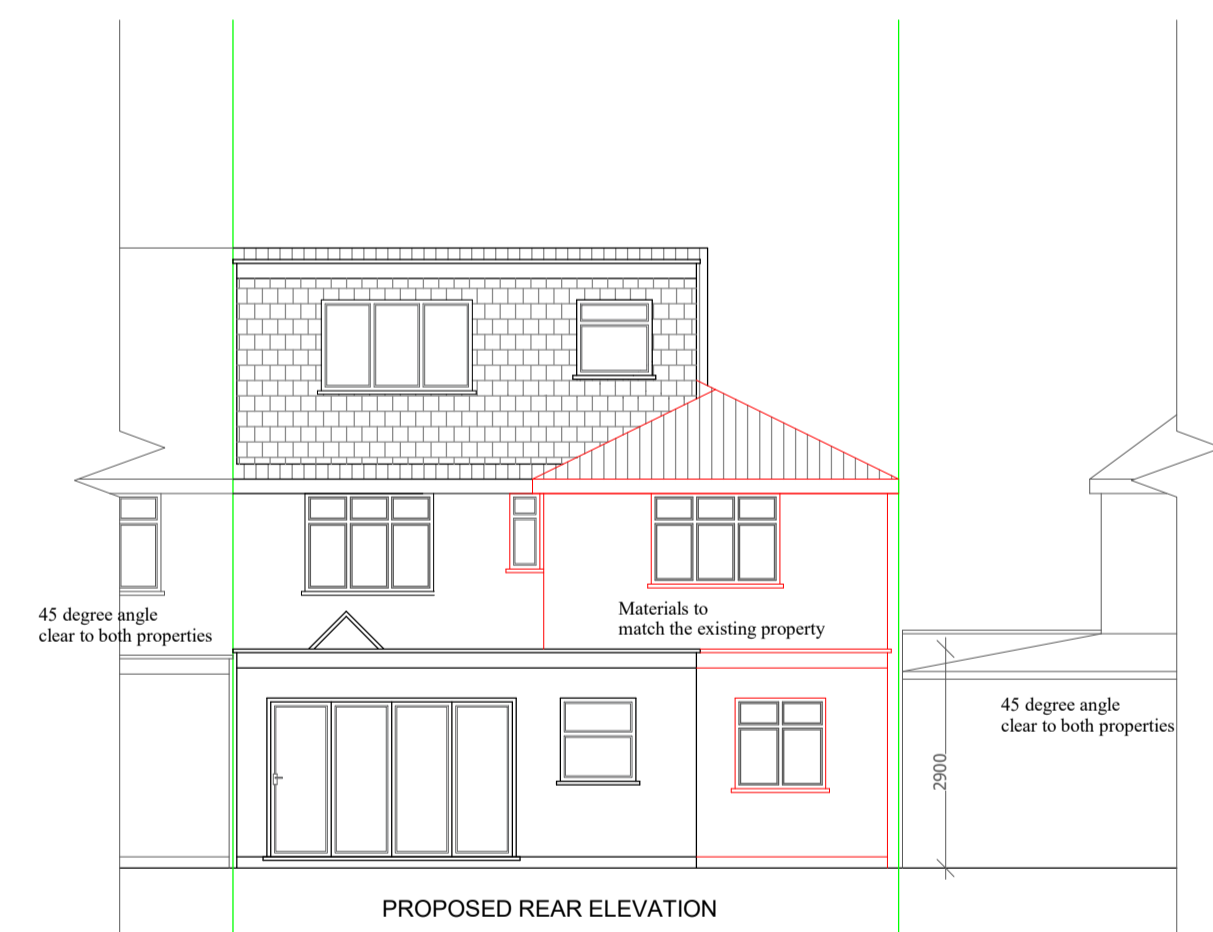 45 degree angle
clear to both properties
Materials to
match the existing property
45 degree angle
clear to both properties
2900
PROPOSED REAR ELEVATION